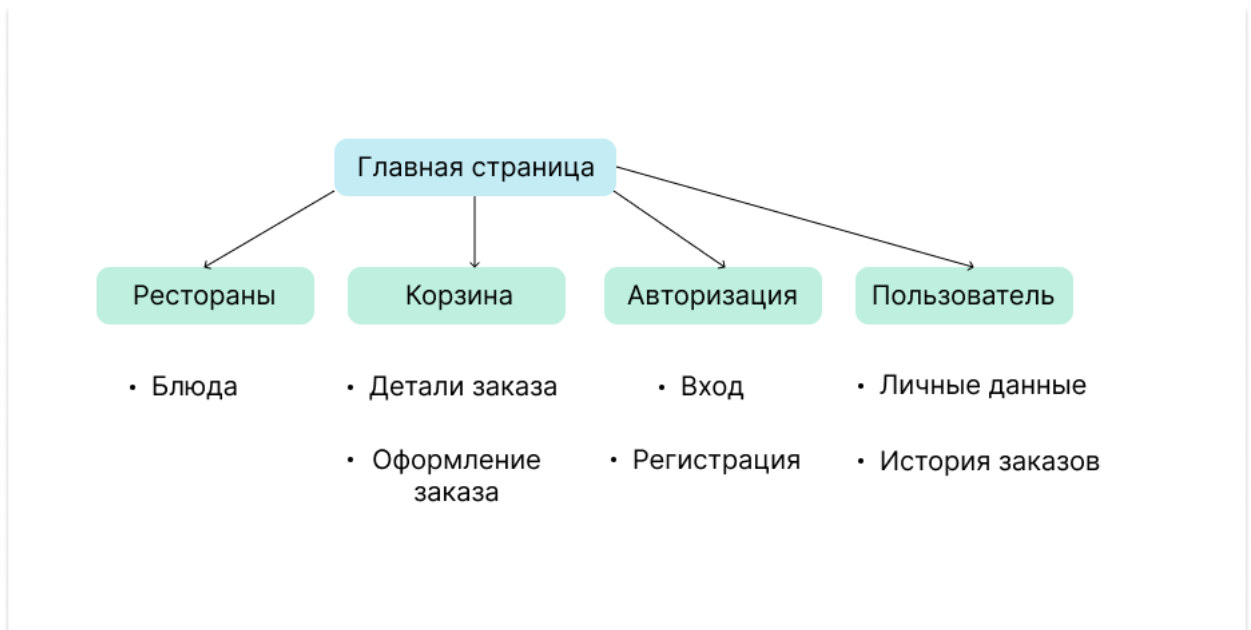 Главная страница
Рестораны
Корзина
Авторизация
Пользователь
• Блюда
• Детали заказа
• Вход
• Личные данные
• Оформление
заказа
• Регистрация
• История заказов